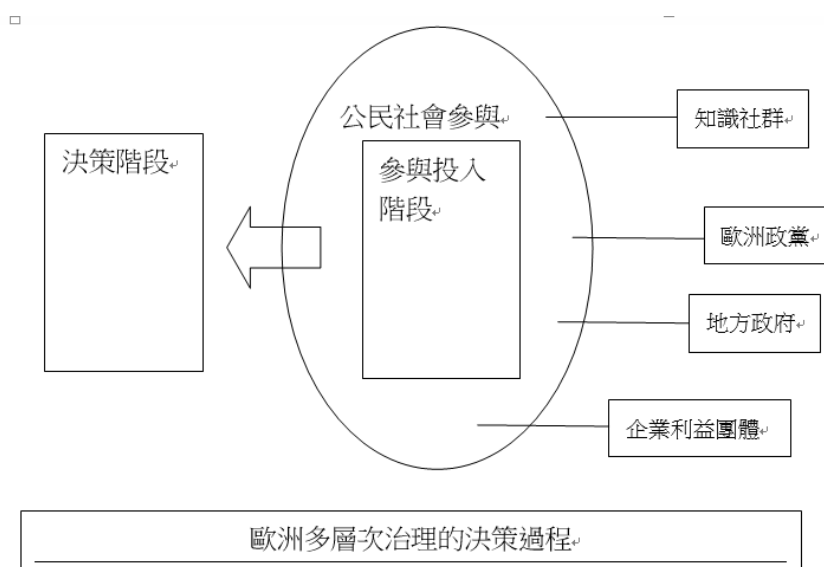 公民社會參與
知識社群
決策階段
參與投入
階段
歐洲政黨
地方政府
企業利益團體
歐洲多層次治理的決策過程